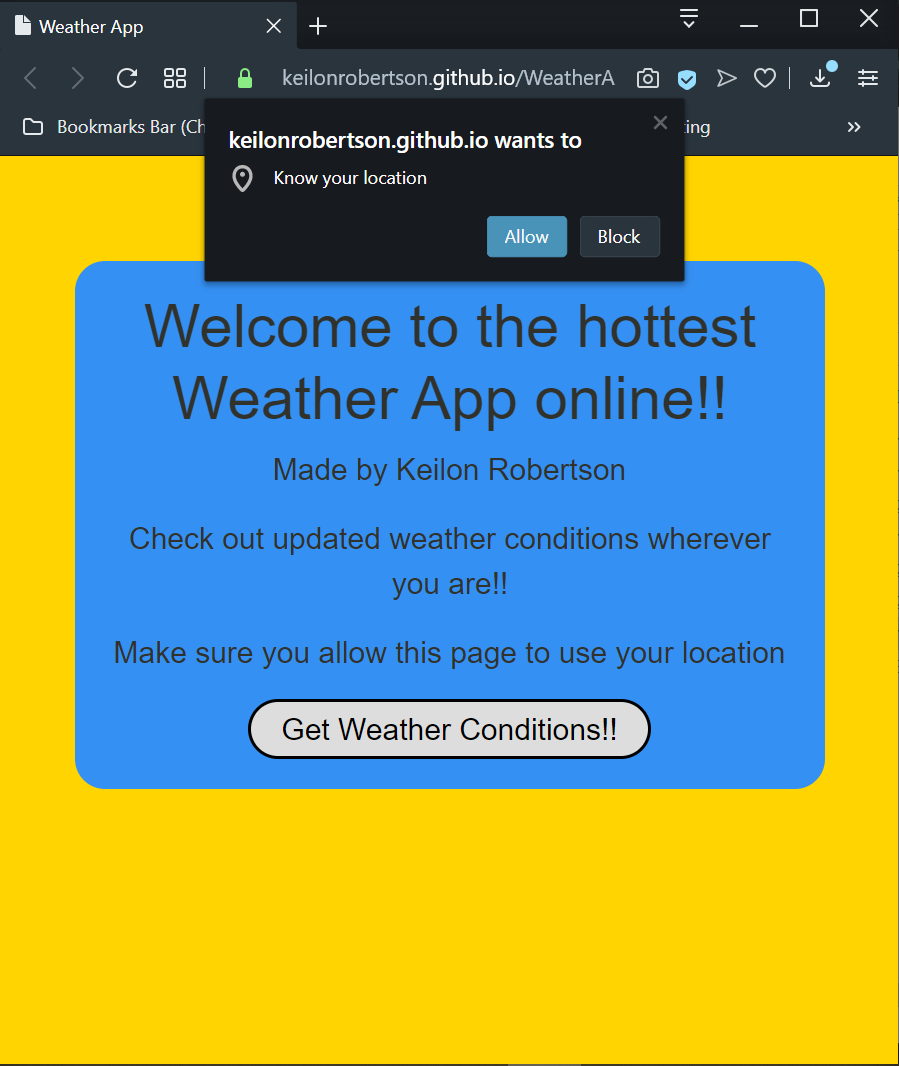 Weather App
keilonrobertson.github.io/WeatherA
Bookmarks Bar (Ch
keilonrobertson.github.io wants to
Know your location
Allow
Block
Welcome to the hottest
Weather App online!!
Made by Keilon Robertson
Check out updated weather conditions wherever
you are!!
Make sure you allow this page to use your location
Get Weather Conditions!!